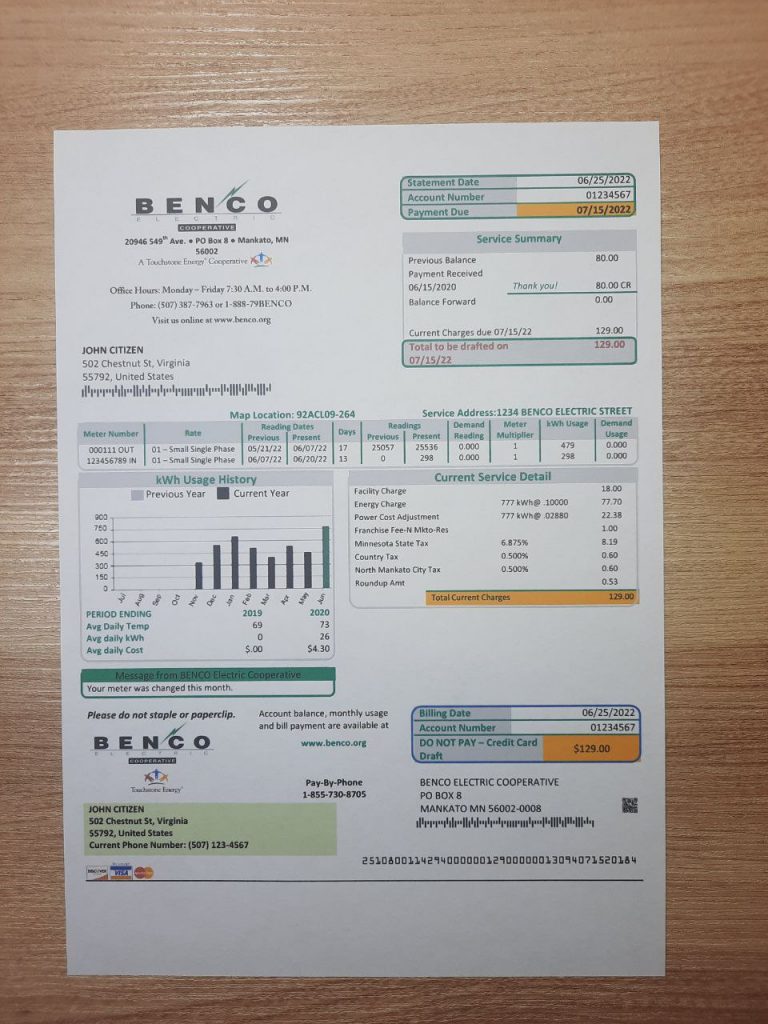 BENCO
ELECTRIC
COOPERATIVE
20946 549th Ave. • PO Box 8 • Mankato, MN
56002
A Touchstone Energy® Cooperative
Office Hours: Monday – Friday 7:30 A.M. to 4:00 P.M.
Phone: (507) 387-7963 or 1-888-79BENCO
Visit us online at www.benco.org
Statement Date 06/25/2022
Account Number 01234567
Payment Due 07/15/2022
Service Summary
Previous Balance 80.00
Payment Received
06/15/2020 Thank you! 80.00 CR
Balance Forward 0.00
Current Charges due 07/15/22 129.00
Total to be drafted on 129.00
07/15/22
JOHN CITIZEN
502 Chestnut St, Virginia
55792, United States
Map Location: 92ACL09-264 Service Address:1234 BENCO ELECTRIC STREET
Meter Number Rate Reading Dates Previous Present Days Readings Previous Present Demand Reading Meter Multiplier kWh Usage Demand Usage
000111 OUT 01 – Small Single Phase 05/21/22 06/07/22 17 25057 25536 0.000 1 479 0.000
123456789 IN 01 – Small Single Phase 06/07/22 06/20/22 13 0 298 0.000 1 298 0.000
kWh Usage History
Previous Year Current Year
900
750
600
450
300
150
0
Jul Aug Sep Oct Nov Dec Jan Feb Mar Apr May Jun
PERIOD ENDING 2019 2020
Avg Daily Temp 69 73
Avg daily kWh 0 26
Avg daily Cost $.00 $4.30
Current Service Detail
Facility Charge 18.00
Energy Charge 777 kWh@ .10000 77.70
Power Cost Adjustment 777 kWh@ .02880 22.38
Franchise Fee-N Mkto-Res 1.00
Minnesota State Tax 6.875% 8.19
Country Tax 0.500% 0.60
North Mankato City Tax 0.500% 0.60
Roundup Amt 0.53
Total Current Charges 129.00
Message from BENCO Electric Cooperative
Your meter was changed this month.
Please do not staple or paperclip.
BENCO
ELECTRIC
COOPERATIVE
Touchstone Energy®
Account balance, monthly usage
and bill payment are available at
www.benco.org
Pay-By-Phone
1-855-730-8705
Billing Date 06/25/2022
Account Number 01234567
DO NOT PAY – Credit Card
Draft $129.00
BENCO ELECTRIC COOPERATIVE
PO BOX 8
MANKATO MN 56002-0008
JOHN CITIZEN
502 Chestnut St, Virginia
55792, United States
Current Phone Number: (507) 123-4567
2510800114294000000129000000013094071520184
DISCOVER VISA MasterCard